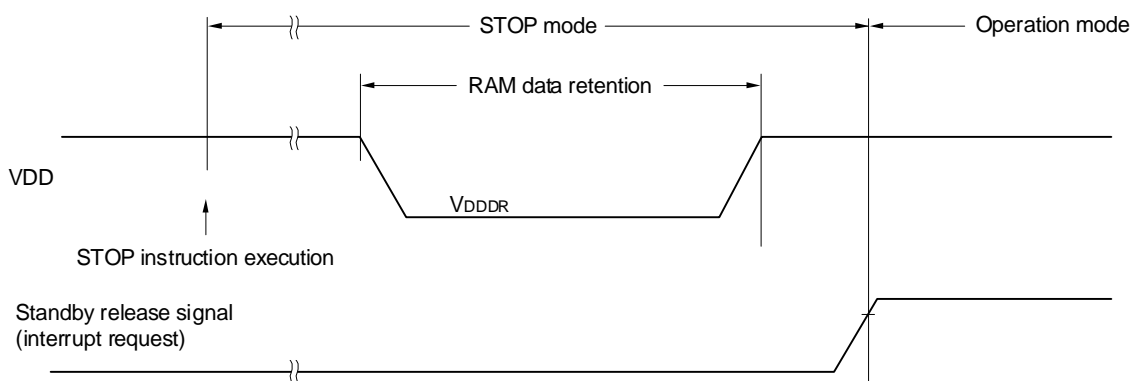 STOP mode
Operation mode
RAM data retention
VDD
VDDDR
STOP instruction execution
Standby release signal
(interrupt request)